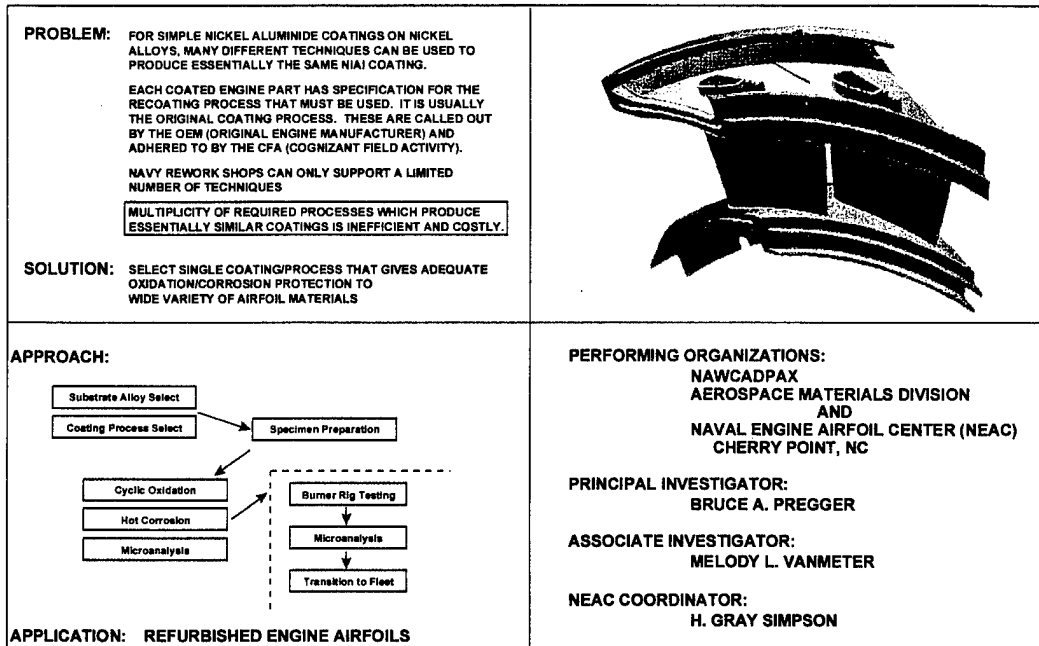 PROBLEM: FOR SIMPLE NICKEL ALUMINIDE COATINGS ON NICKEL
ALLOYS, MANY DIFFERENT TECHNIQUES CAN BE USED TO
PRODUCE ESSENTIALLY THE SAME NIAl COATING.
EACH COATED ENGINE PART HAS SPECIFICATION FOR THE
RECOATING PROCESS THAT MUST BE USED. IT IS USUALLY
THE ORIGINAL COATING PROCESS. THESE ARE CALLED OUT
BY THE OEM (ORIGINAL ENGINE MANUFACTURER) AND
ADHERED TO BY THE CFA (COGNIZANT FIELD ACTIVITY).
NAVY REWORK SHOPS CAN ONLY SUPPORT A LIMITED
NUMBER OF TECHNIQUES
MULTIPLICITY OF REQUIRED PROCESSES WHICH PRODUCE
ESSENTIALLY SIMILAR COATINGS IS INEFFICIENT AND COSTLY.
SOLUTION: SELECT SINGLE COATING/PROCESS THAT GIVES ADEQUATE
OXIDATION/CORROSION PROTECTION TO
WIDE VARIETY OF AIRFOIL MATERIALS
APPROACH:
Substrate Alloy Select
Coating Process Select
Specimen Preparation
Cyclic Oxidation
Hot Corrosion
Microanalysis
Burner Rig Testing
Microanalysis
Transition to Fleet
APPLICATION: REFURBISHED ENGINE AIRFOILS
PERFORMING ORGANIZATIONS:
NAWCADPAX
AEROSPACE MATERIALS DIVISION
AND
NAVAL ENGINE AIRFOIL CENTER (NEAC)
CHERRY POINT, NC
PRINCIPAL INVESTIGATOR:
BRUCE A. PREGGER
ASSOCIATE INVESTIGATOR:
MELODY L. VANMETER
NEAC COORDINATOR:
H. GRAY SIMPSON